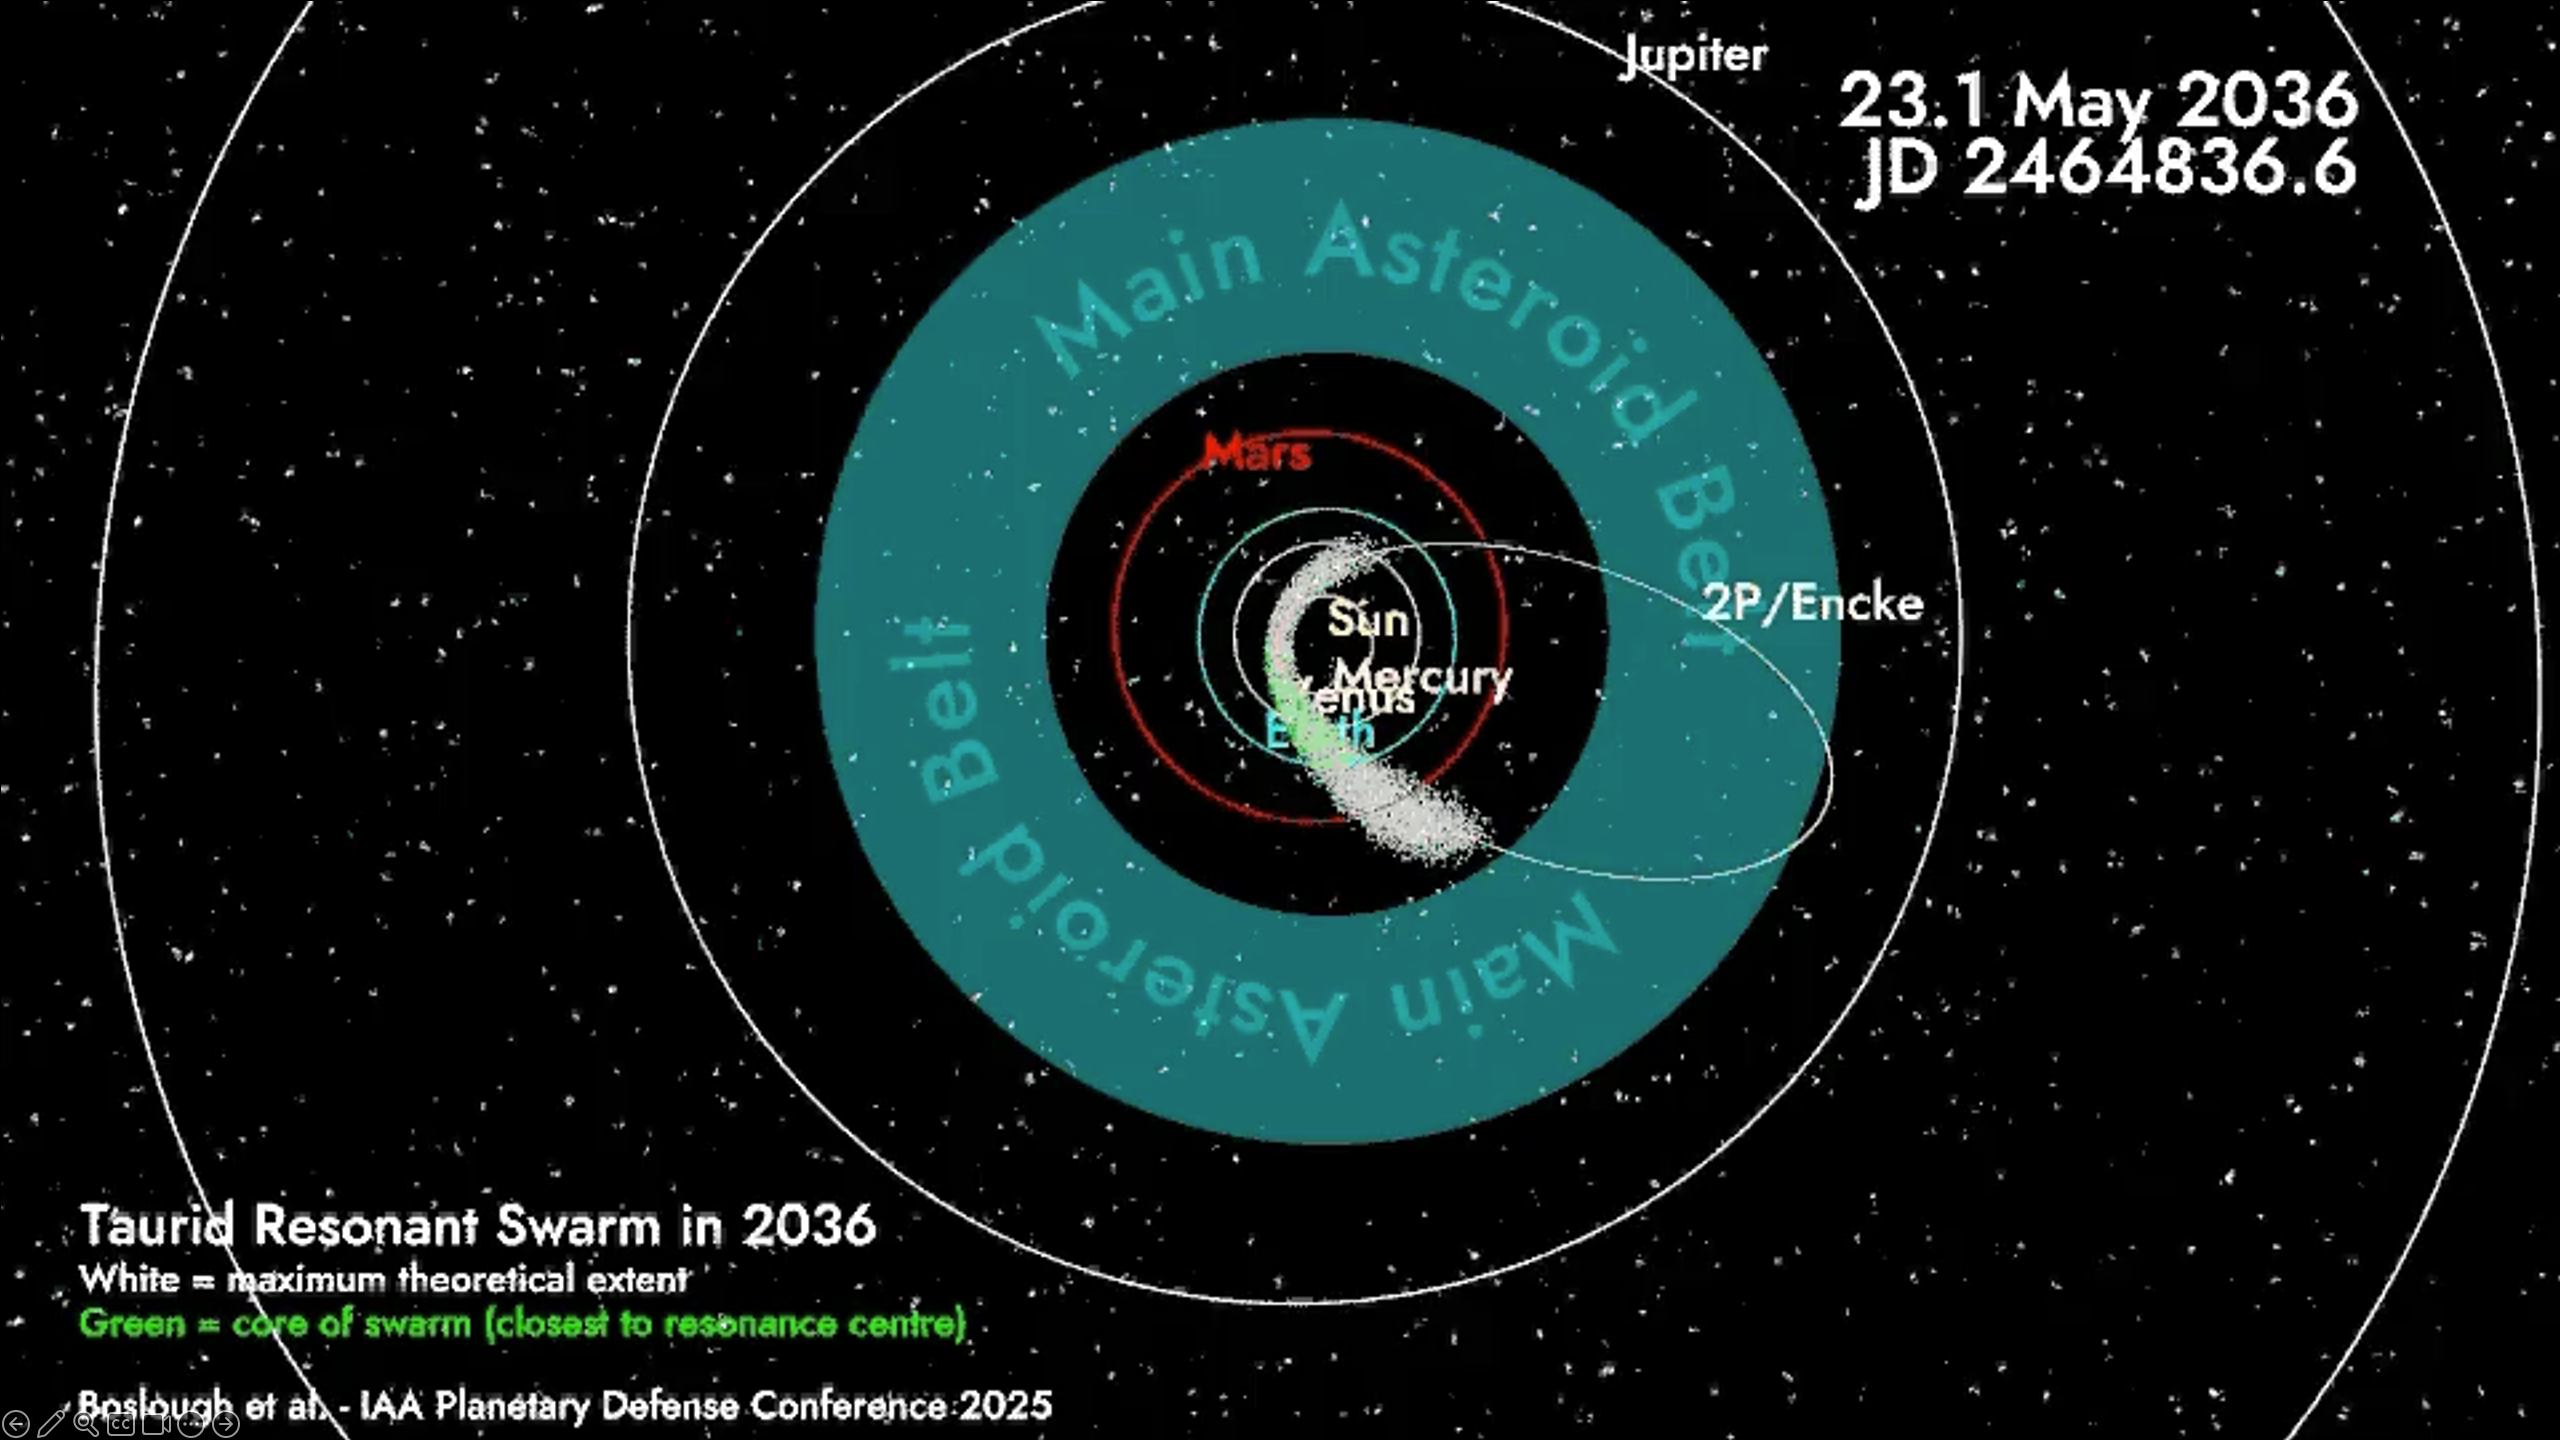 Jupiter
23.1 May 2036
JD 2464836.6
Main Asteroid Belt
Mars
2P/Encke
Sun
Mercury
Venus
Earth
Main Asteroid Belt
Taurid Resonant Swarm in 2036
White = maximum theoretical extent
Green = core of swarm (closest to resonance centre)
Boslough et al. - IAA Planetary Defense Conference 2025